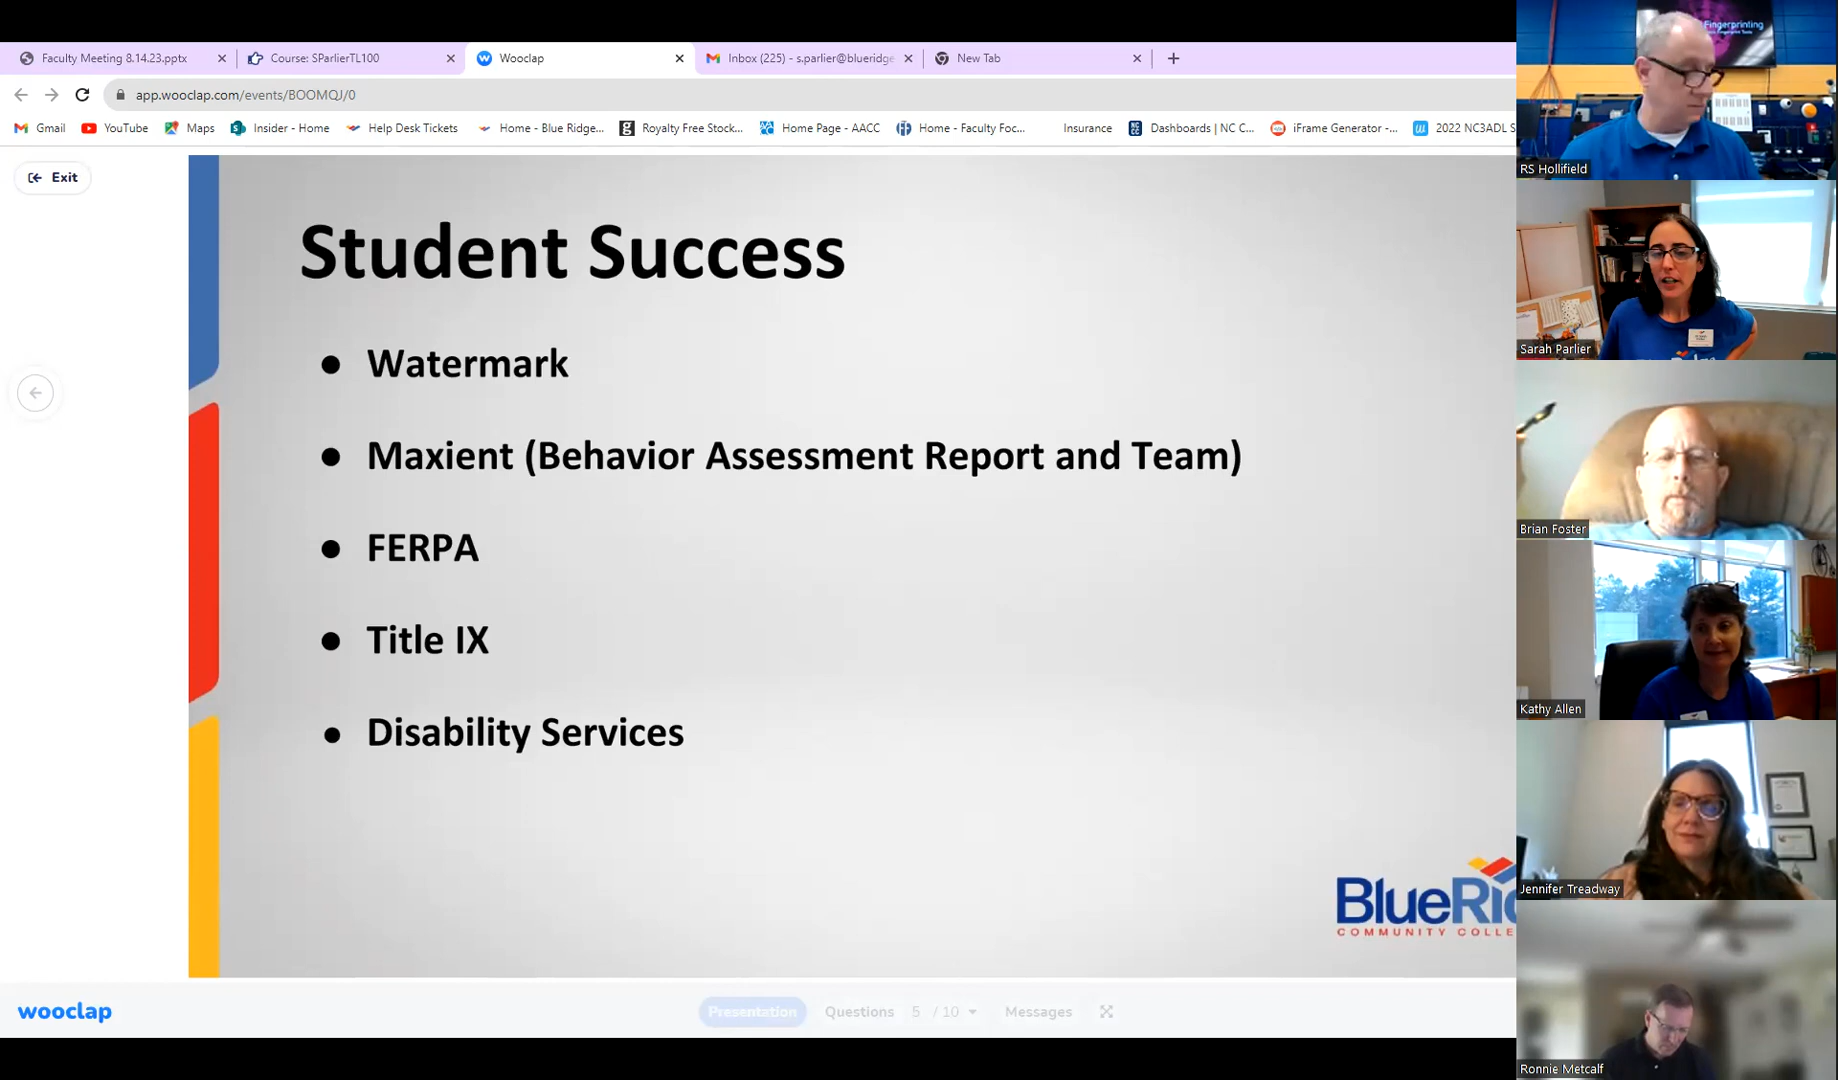 Faculty Meeting 8.14.23.pptx
Course: SParlierTL100
Wooclap
Inbox (225) - s.parlier@blueridge
New Tab
app.wooclap.com/events/BOOMQJ/0
Gmail
YouTube
Maps
Insider - Home
Help Desk Tickets
Home - Blue Ridge...
Royalty Free Stock...
Home Page - AACC
Home - Faculty Foc...
Insurance
Dashboards | NC C...
iFrame Generator -...
2022 NC3ADL S
Exit
Student Success
● Watermark
● Maxient (Behavior Assessment Report and Team)
● FERPA
● Title IX
● Disability Services
BlueRid
COMMUNITY COLLE
wooclap
Presentation
Questions 5 / 10
Messages
Fingerprinting
RS Hollifield
Sarah Parlier
Brian Foster
Kathy Allen
Jennifer Treadway
Ronnie Metcalf